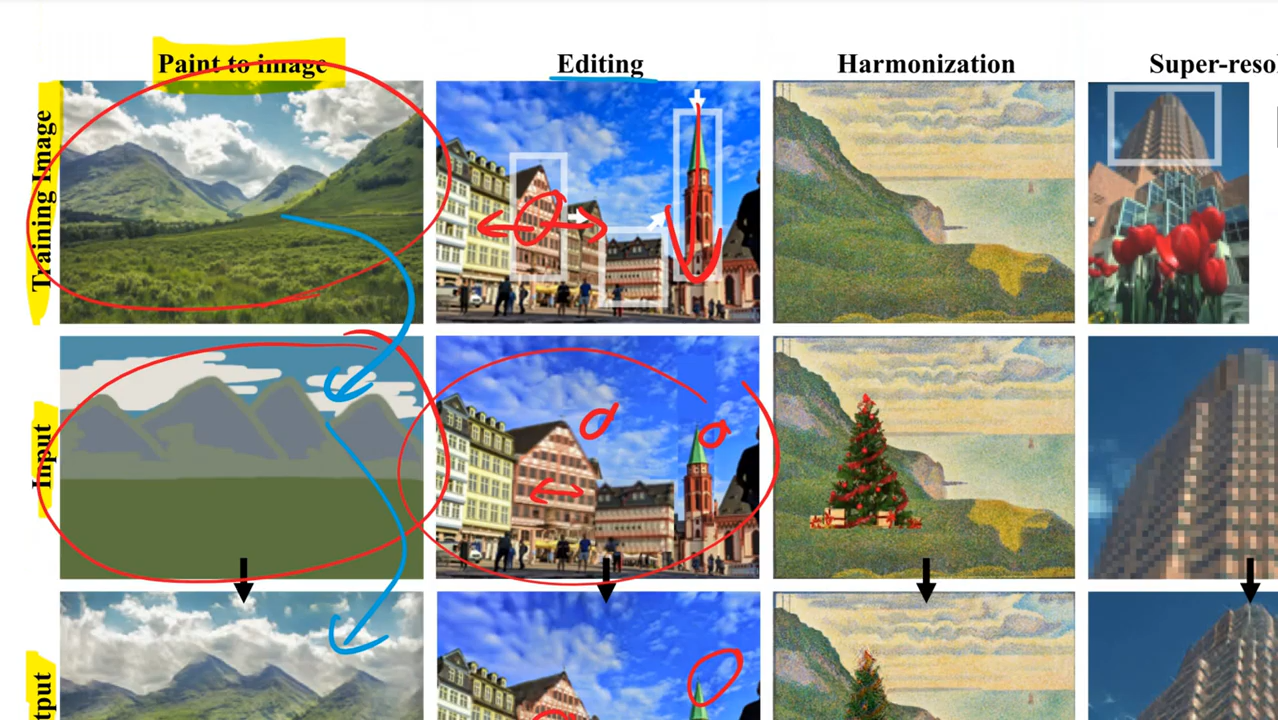 Paint to image
Editing
Harmonization
Super-reso
Training Image
Input
tput